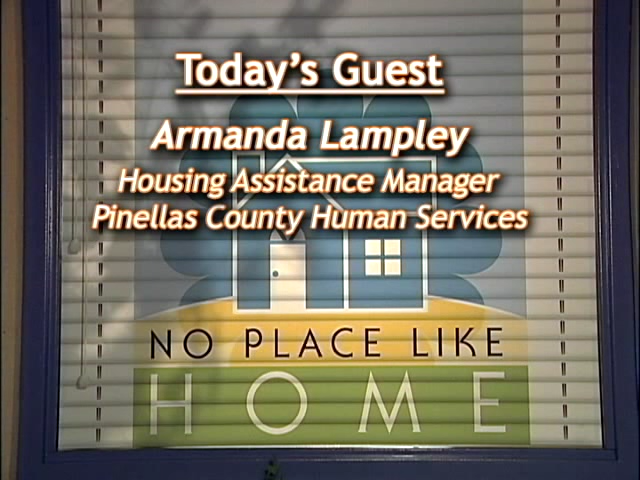 Today's Guest
Armanda Lampley
Housing Assistance Manager
Pinellas County Human Services
NO PLACE LIKE
HOME